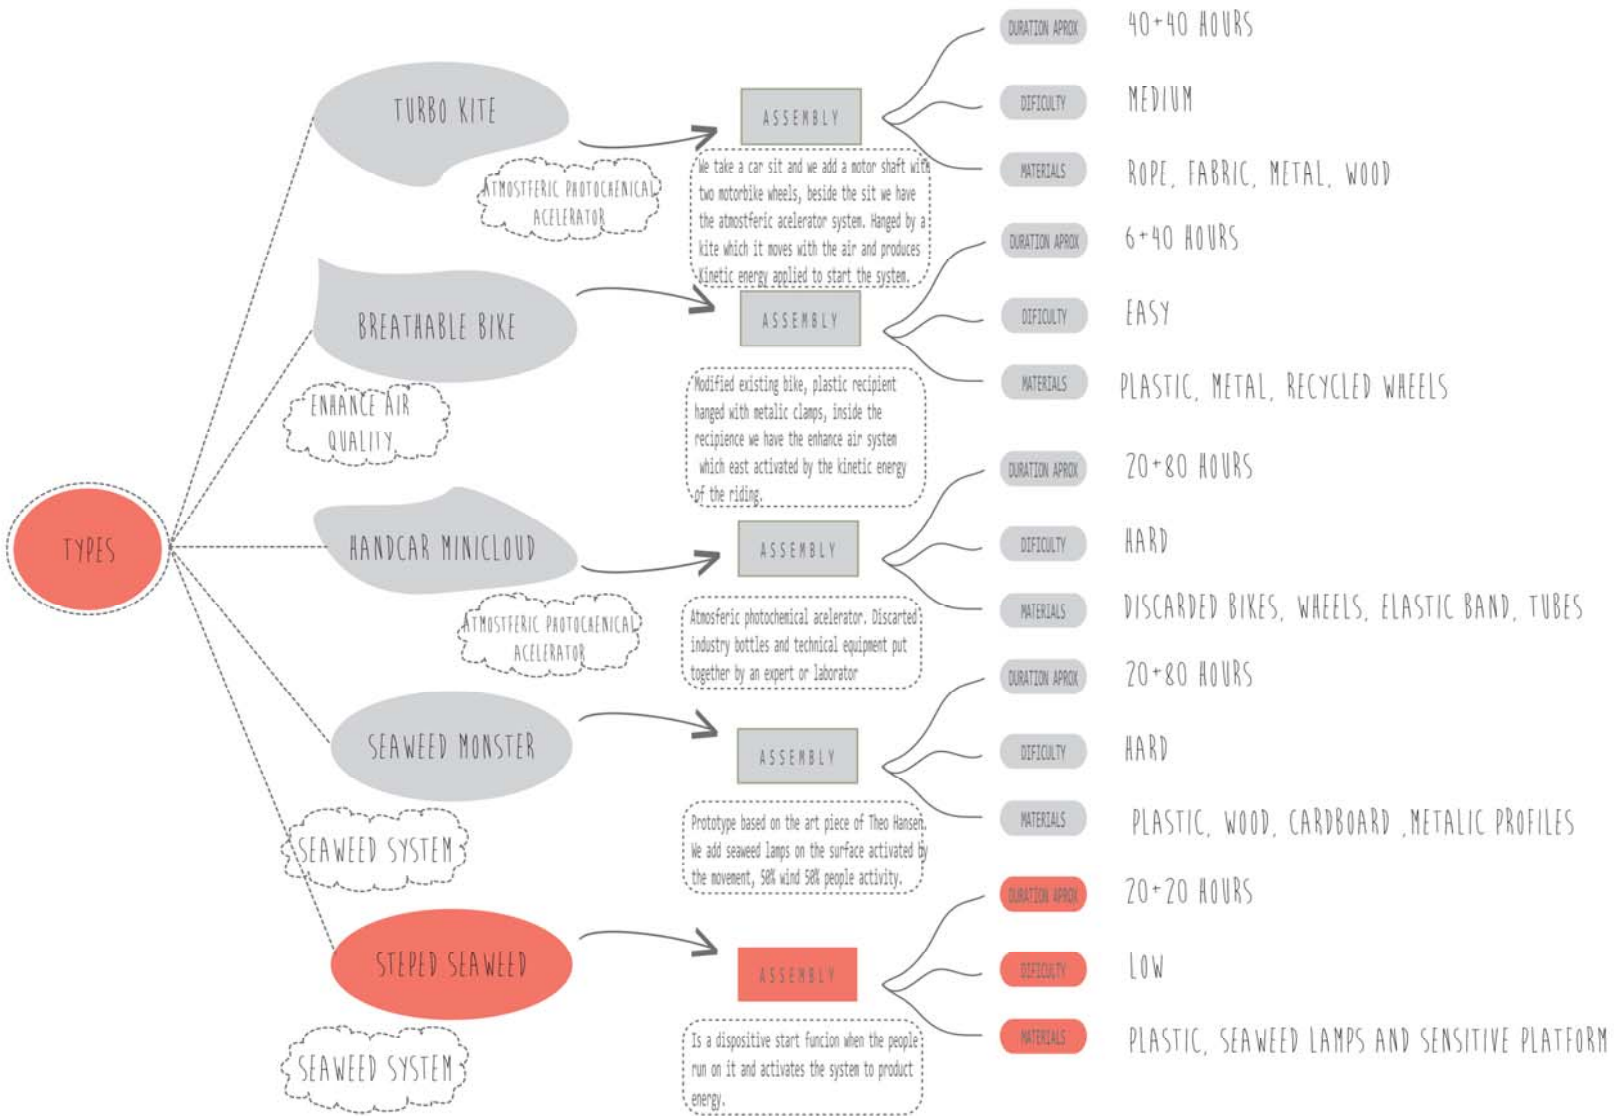 TYPES
TURBO KITE
ATMOSTFERIC PHOTOCHENICAL
ACELERATOR
ASSEMBLY
We take a car sit and we add a motor shaft with
two motorbike wheels, beside the sit we have
the atmostferic acelerator system. Hanged by a
kite which it moves with the air and produces
Kinetic energy applied to start the system.
DURATION APROX
40+40 HOURS
DIFICULTY
MEDIUM
MATERIALS
ROPE, FABRIC, METAL, WOOD
BREATHABLE BIKE
ENHANCE AIR
QUALITY
ASSEMBLY
Modified existing bike, plastic recipient
hanged with metalic clamps, inside the
recipience we have the enhance air system
which east activated by the kinetic energy
of the riding.
DURATION APROX
6+40 HOURS
DIFICULTY
EASY
MATERIALS
PLASTIC, METAL, RECYCLED WHEELS
HANDCAR MINICLOUD
ATMOSTFERIC PHOTOCHENICAL
ACELERATOR
ASSEMBLY
Atmosferic photochemical acelerator. Discarted
industry bottles and technical equipment put
together by an expert or laborator
DURATION APROX
20+80 HOURS
DIFICULTY
HARD
MATERIALS
DISCARDED BIKES, WHEELS, ELASTIC BAND, TUBES
SEAWEED MONSTER
SEAWEED SYSTEM
ASSEMBLY
Prototype based on the art piece of Theo Hansen.
We add seaweed lamps on the surface activated by
the movement, 50% wind 50% people activity.
DURATION APROX
20+80 HOURS
DIFICULTY
HARD
MATERIALS
PLASTIC, WOOD, CARDBOARD ,METALIC PROFILES
STEPED SEAWEED
SEAWEED SYSTEM
ASSEMBLY
Is a dispositive start funcion when the people
run on it and activates the system to product
energy.
DURATION APROX
20+20 HOURS
DIFICULTY
LOW
MATERIALS
PLASTIC, SEAWEED LAMPS AND SENSITIVE PLATFORM